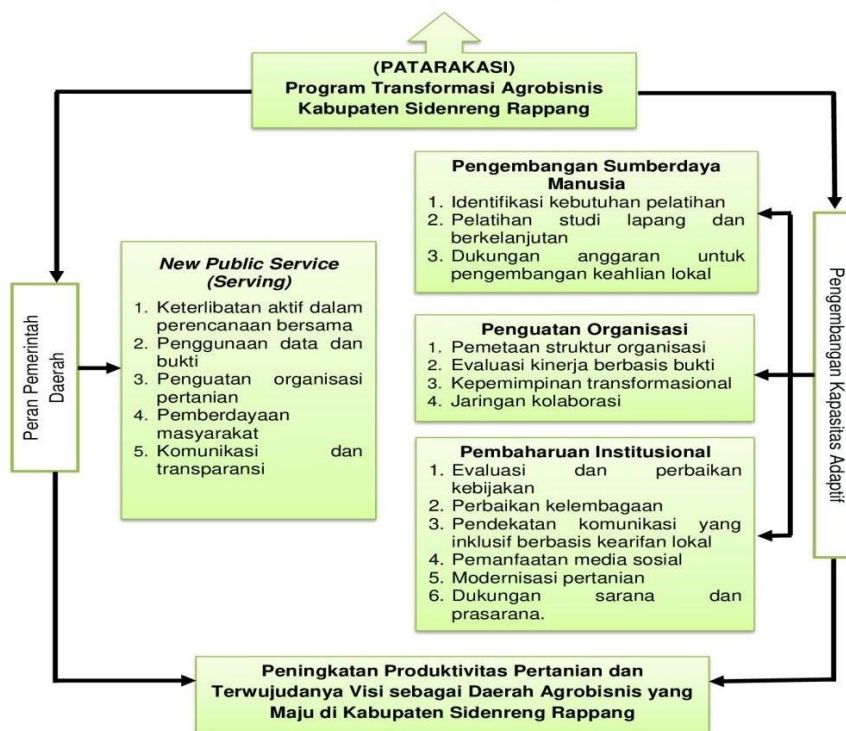 (PATARAKASI)
Program Transformasi Agrobisnis
Kabupaten Sidenreng Rappang
Peran Pemerintah
Daerah
New Public Service
(Serving)
1. Keterlibatan aktif dalam
perencanaan bersama
2. Penggunaan data dan
bukti
3. Penguatan organisasi
pertanian
4. Pemberdayaan
masyarakat
5. Komunikasi dan
transparansi
Pengembangan Sumberdaya
Manusia
1. Identifikasi kebutuhan pelatihan
2. Pelatihan studi lapang dan
berkelanjutan
3. Dukungan anggaran untuk
pengembangan keahlian lokal
Penguatan Organisasi
1. Pemetaan struktur organisasi
2. Evaluasi kinerja berbasis bukti
3. Kepemimpinan transformasional
4. Jaringan kolaborasi
Pembaharuan Institusional
1. Evaluasi dan perbaikan
kebijakan
2. Perbaikan kelembagaan
3. Pendekatan komunikasi yang
inklusif berbasis kearifan lokal
4. Pemanfaatan media sosial
5. Modernisasi pertanian
6. Dukungan sarana dan
prasarana.
Pengembangan Kapasitas Adaptif
Peningkatan Produktivitas Pertanian dan
Terwujudanya Visi sebagai Daerah Agrobisnis yang
Maju di Kabupaten Sidenreng Rappang